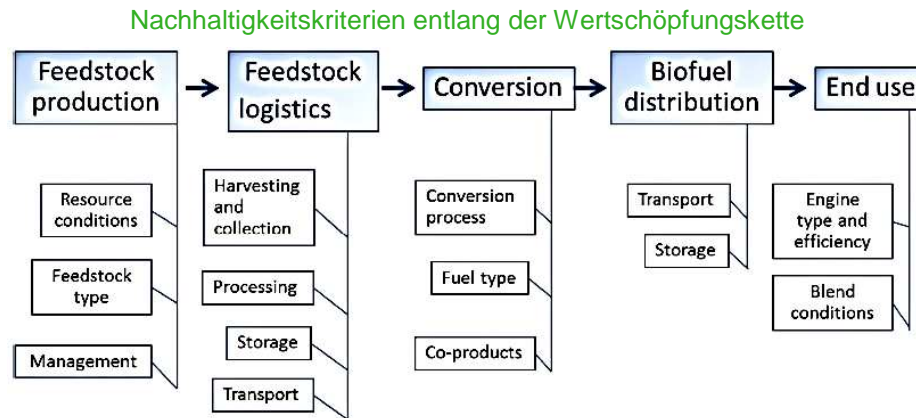 Nachhaltigkeitskriterien entlang der Wertschöpfungskette
Feedstock
production
Feedstock
logistics
Conversion
Biofuel
distribution
End use
Resource
conditions
Feedstock
type
Management
Harvesting
and
collection
Processing
Storage
Transport
Conversion
process
Fuel type
Co-products
Transport
Storage
Engine
type and
efficiency
Blend
conditions